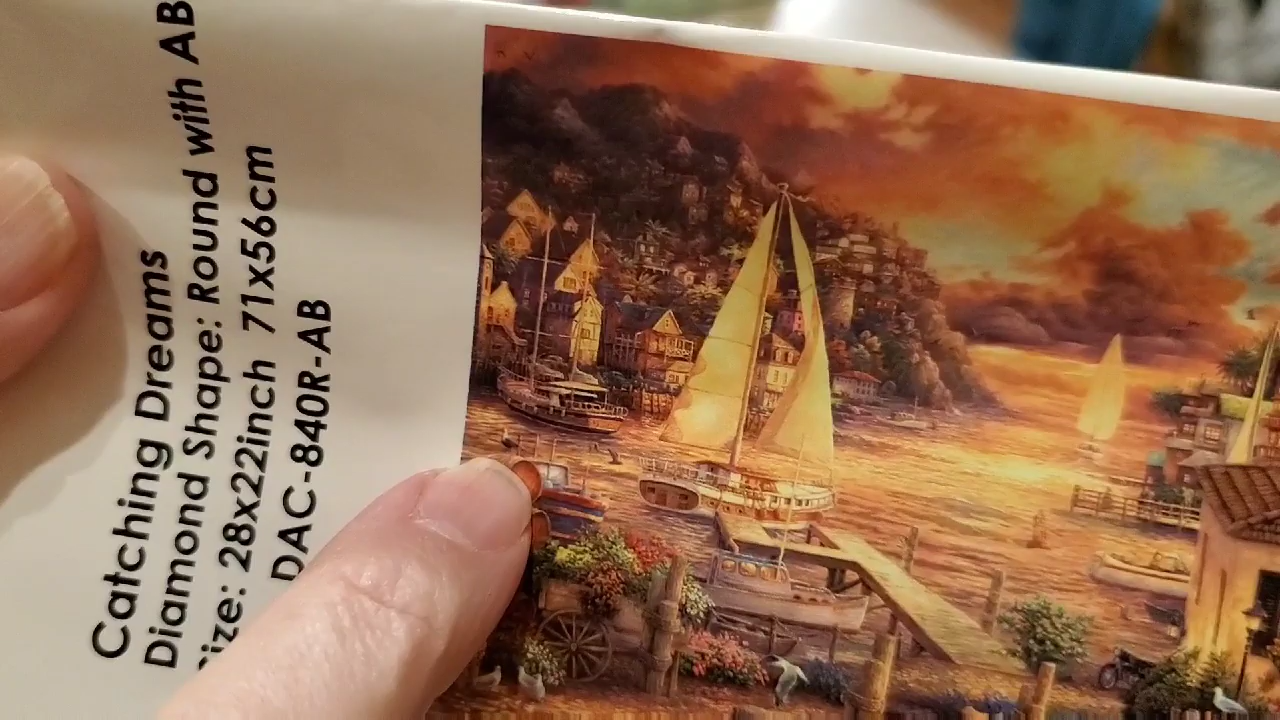 Catching Dreams
Diamond Shape: Round with AB
Size: 28x22inch 71x56cm
DAC-840R-AB